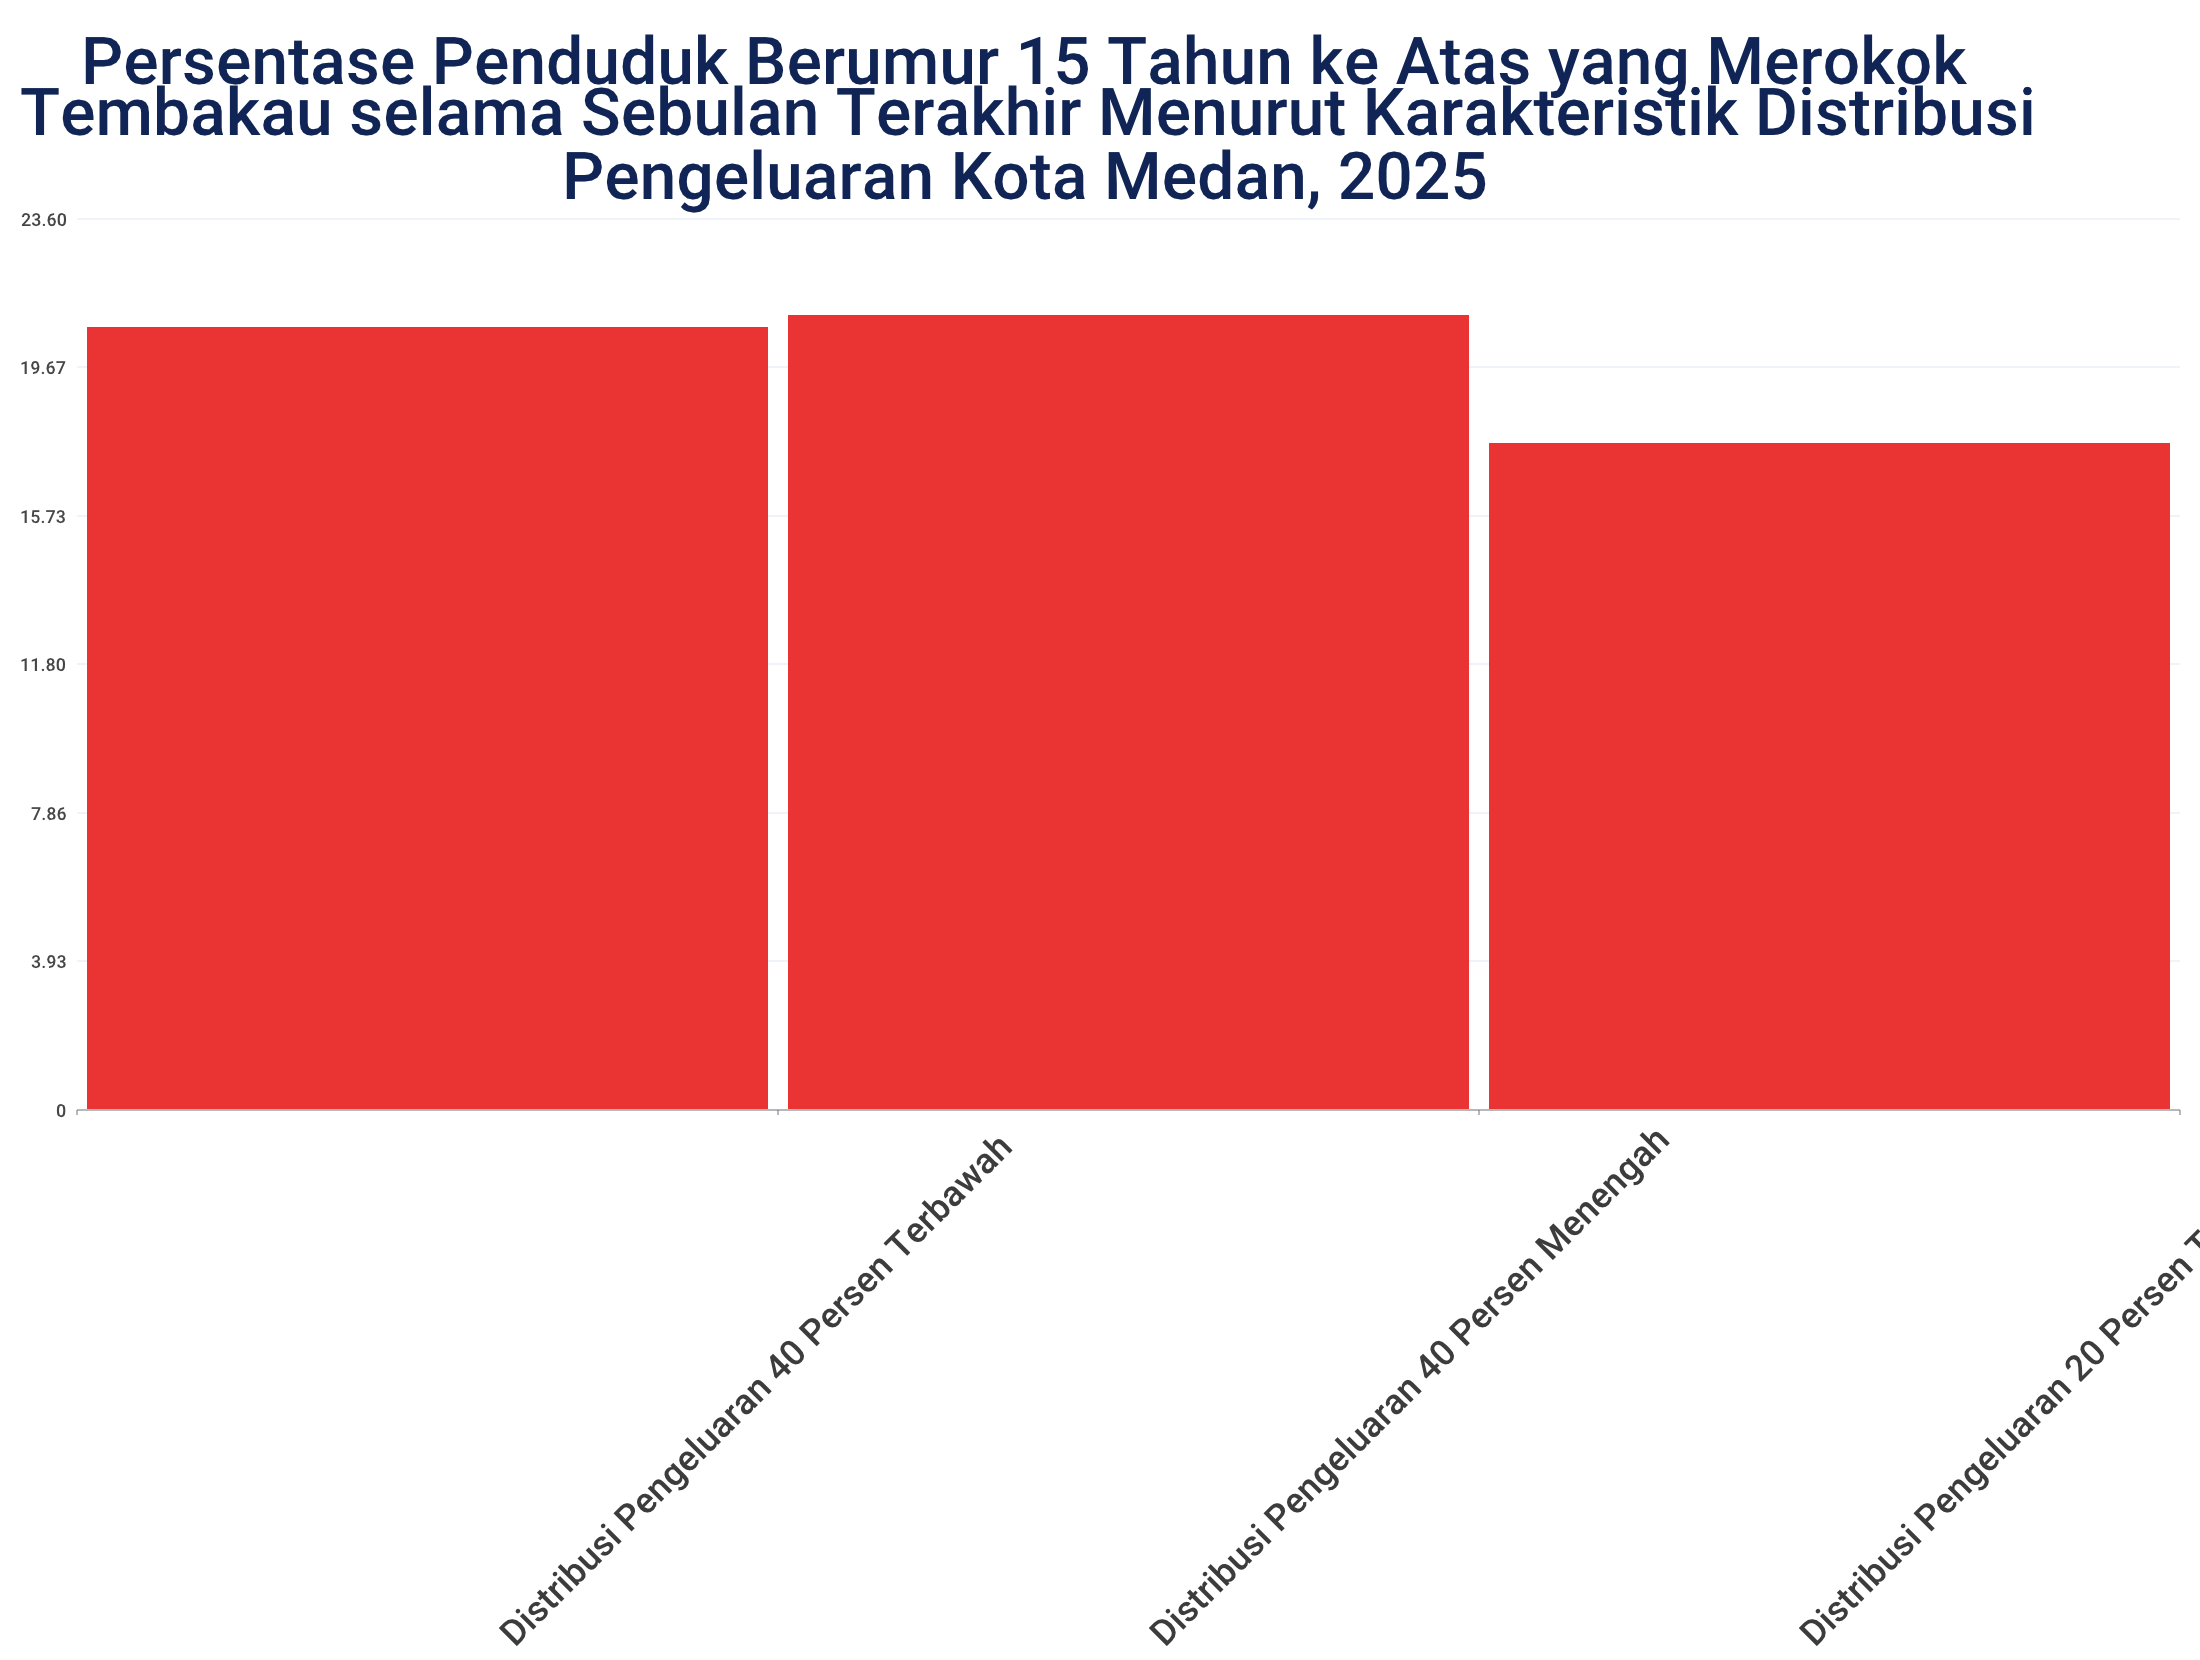 Persentase Penduduk Berumur 15 Tahun ke Atas yang Merokok
Tembakau selama Sebulan Terakhir Menurut Karakteristik Distribusi
Pengeluaran Kota Medan, 2025
23.60
19.67
15.73
11.80
7.86
3.93
0
Distribusi Pengeluaran 40 Persen Terbawah
Distribusi Pengeluaran 40 Persen Menengah
Distribusi Pengeluaran 20 Persen